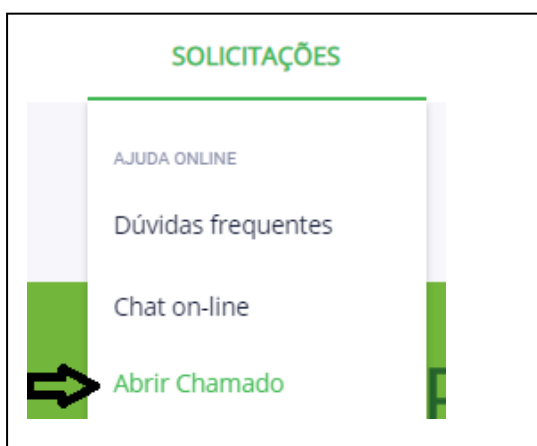 SOLICITAÇÕES
AJUDA ONLINE
Dúvidas frequentes
Chat on-line
Abrir Chamado